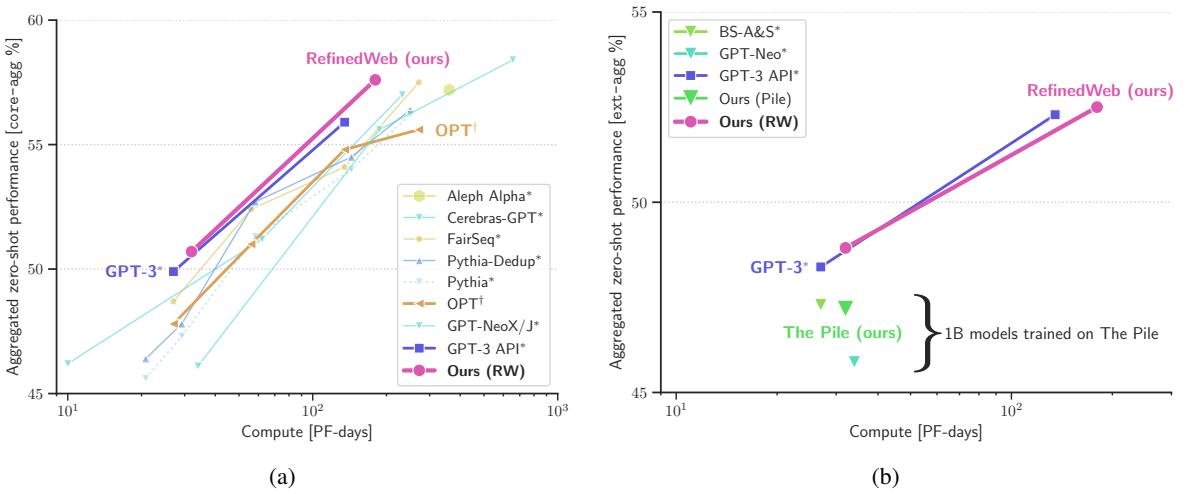 Aggregated zero-shot performance [core-agg %]
60
55
50
45
RefinedWeb (ours)
OPT†
GPT-3*
Aleph Alpha*
Cerebras-GPT*
FairSeq*
Pythia-Dedup*
Pythia*
OPT†
GPT-NeoX/J*
GPT-3 API*
Ours (RW)
10¹
10²
10³
Compute [PF-days]
(a)
Aggregated zero-shot performance [ext-agg %]
55
50
45
BS-A&S*
GPT-Neo*
GPT-3 API*
Ours (Pile)
Ours (RW)
RefinedWeb (ours)
GPT-3*
The Pile (ours)
1B models trained on The Pile
10¹
10²
Compute [PF-days]
(b)